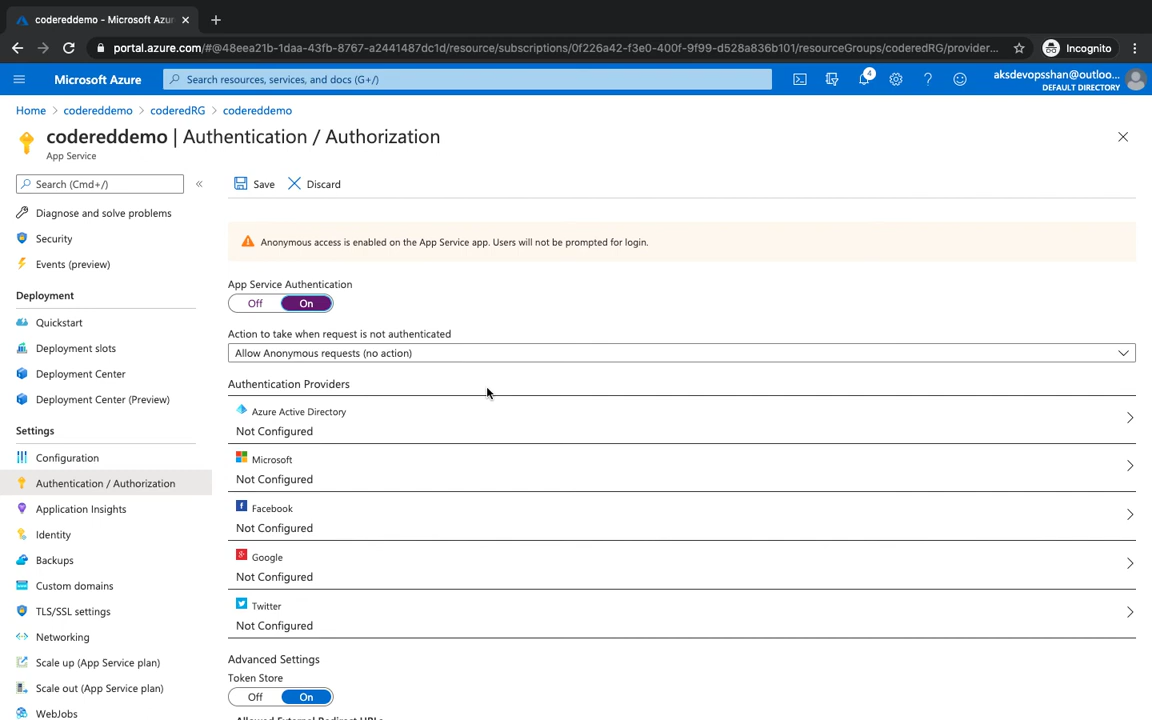 codereddemo - Microsoft Azur
portal.azure.com/#@48eea21b-1daa-43fb-8767-a2441487dc1d/resource/subscriptions/0f226a42-f3e0-400f-9f99-d528a836b101/resourceGroups/coderedRG/provider...
Incognito
Microsoft Azure
Search resources, services, and docs (G+/)
4
aksdevopsshan@outloo...
DEFAULT DIRECTORY
Home > codereddemo > coderedRG > codereddemo
codereddemo | Authentication / Authorization
App Service
Search (Cmd+/)
«
Save
Discard
Diagnose and solve problems
Security
Events (preview)
Deployment
Quickstart
Deployment slots
Deployment Center
Deployment Center (Preview)
Settings
Configuration
Authentication / Authorization
Application Insights
Identity
Backups
Custom domains
TLS/SSL settings
Networking
Scale up (App Service plan)
Scale out (App Service plan)
WebJobs
Anonymous access is enabled on the App Service app. Users will not be prompted for login.
App Service Authentication
Off On
Action to take when request is not authenticated
Allow Anonymous requests (no action)
Authentication Providers
Azure Active Directory
Not Configured
Microsoft
Not Configured
Facebook
Not Configured
Google
Not Configured
Twitter
Not Configured
Advanced Settings
Token Store
Off On
Allowed External Redirect URLs